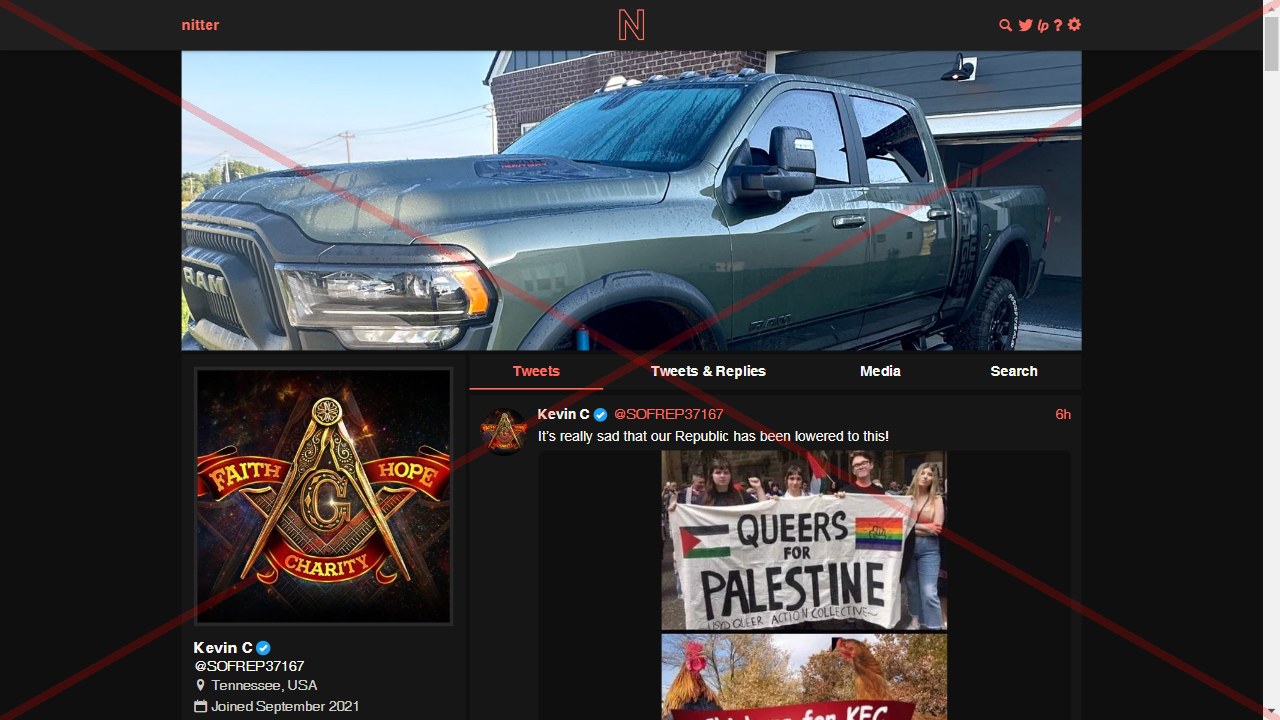 nitter
N
lp ?
RAM
RAM
Tweets
Tweets & Replies
Media
Search
FAITH
HOPE
G
CHARITY
Kevin C
@SOFREP37167
Tennessee, USA
Joined September 2021
Kevin C @SOFREP37167 6h
It's really sad that our Republic has been lowered to this!
QUEERS
FOR
PALESTINE
USYD QUEER ACTION COLLECTIVE
for KFC